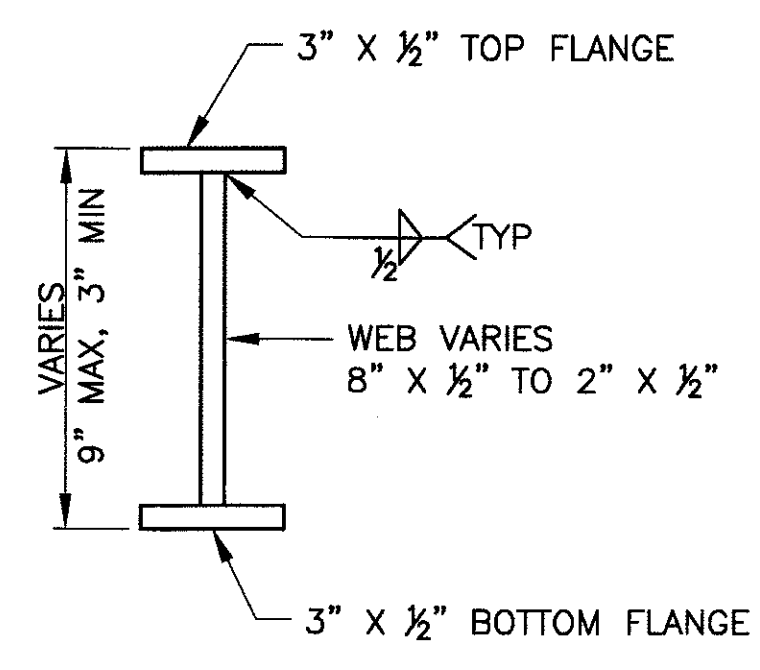 3" X ½" TOP FLANGE
VARIES
9" MAX, 3" MIN
½
TYP
WEB VARIES
8" X ½" TO 2" X ½"
3" X ½" BOTTOM FLANGE